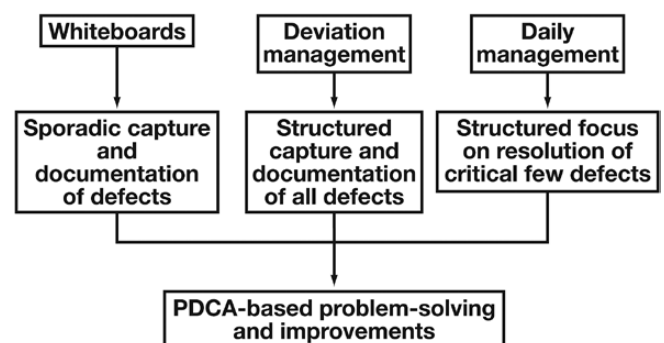 Whiteboards
Deviation
management
Daily
management
Sporadic capture
and
documentation
of defects
Structured
capture and
documentation
of all defects
Structured focus
on resolution of
critical few defects
PDCA-based problem-solving
and improvements